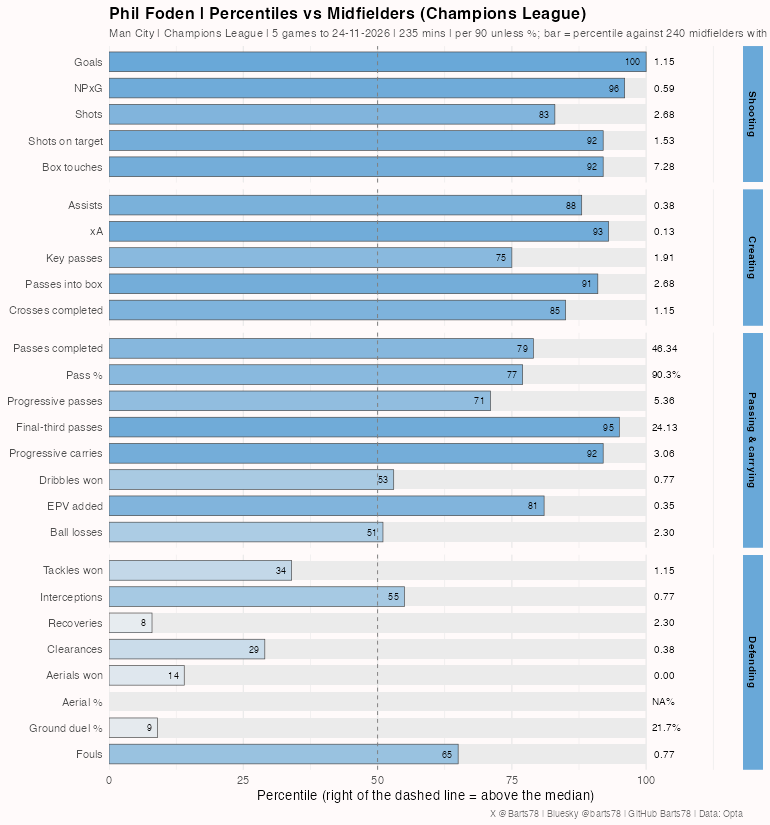 Phil Foden | Percentiles vs Midfielders (Champions League)
Man City | Champions League | 5 games to 24-11-2026 | 235 mins | per 90 unless %; bar = percentile against 240 midfielders with
Goals 100 1.15
NPxG 96 0.59
Shots 83 2.68
Shots on target 92 1.53
Box touches 92 7.28
Shooting
Assists 88 0.38
xA 93 0.13
Key passes 75 1.91
Passes into box 91 2.68
Crosses completed 85 1.15
Creating
Passes completed 79 46.34
Pass % 77 90.3%
Progressive passes 71 5.36
Final-third passes 95 24.13
Progressive carries 92 3.06
Dribbles won 53 0.77
EPV added 81 0.35
Ball losses 51 2.30
Passing & carrying
Tackles won 34 1.15
Interceptions 55 0.77
Recoveries 8 2.30
Clearances 29 0.38
Aerials won 14 0.00
Aerial % NA%
Ground duel % 9 21.7%
Fouls 65 0.77
Defending
0 25 50 75 100
Percentile (right of the dashed line = above the median)
X @Barts78 | Bluesky @barts78 | GitHub Barts78 | Data: Opta